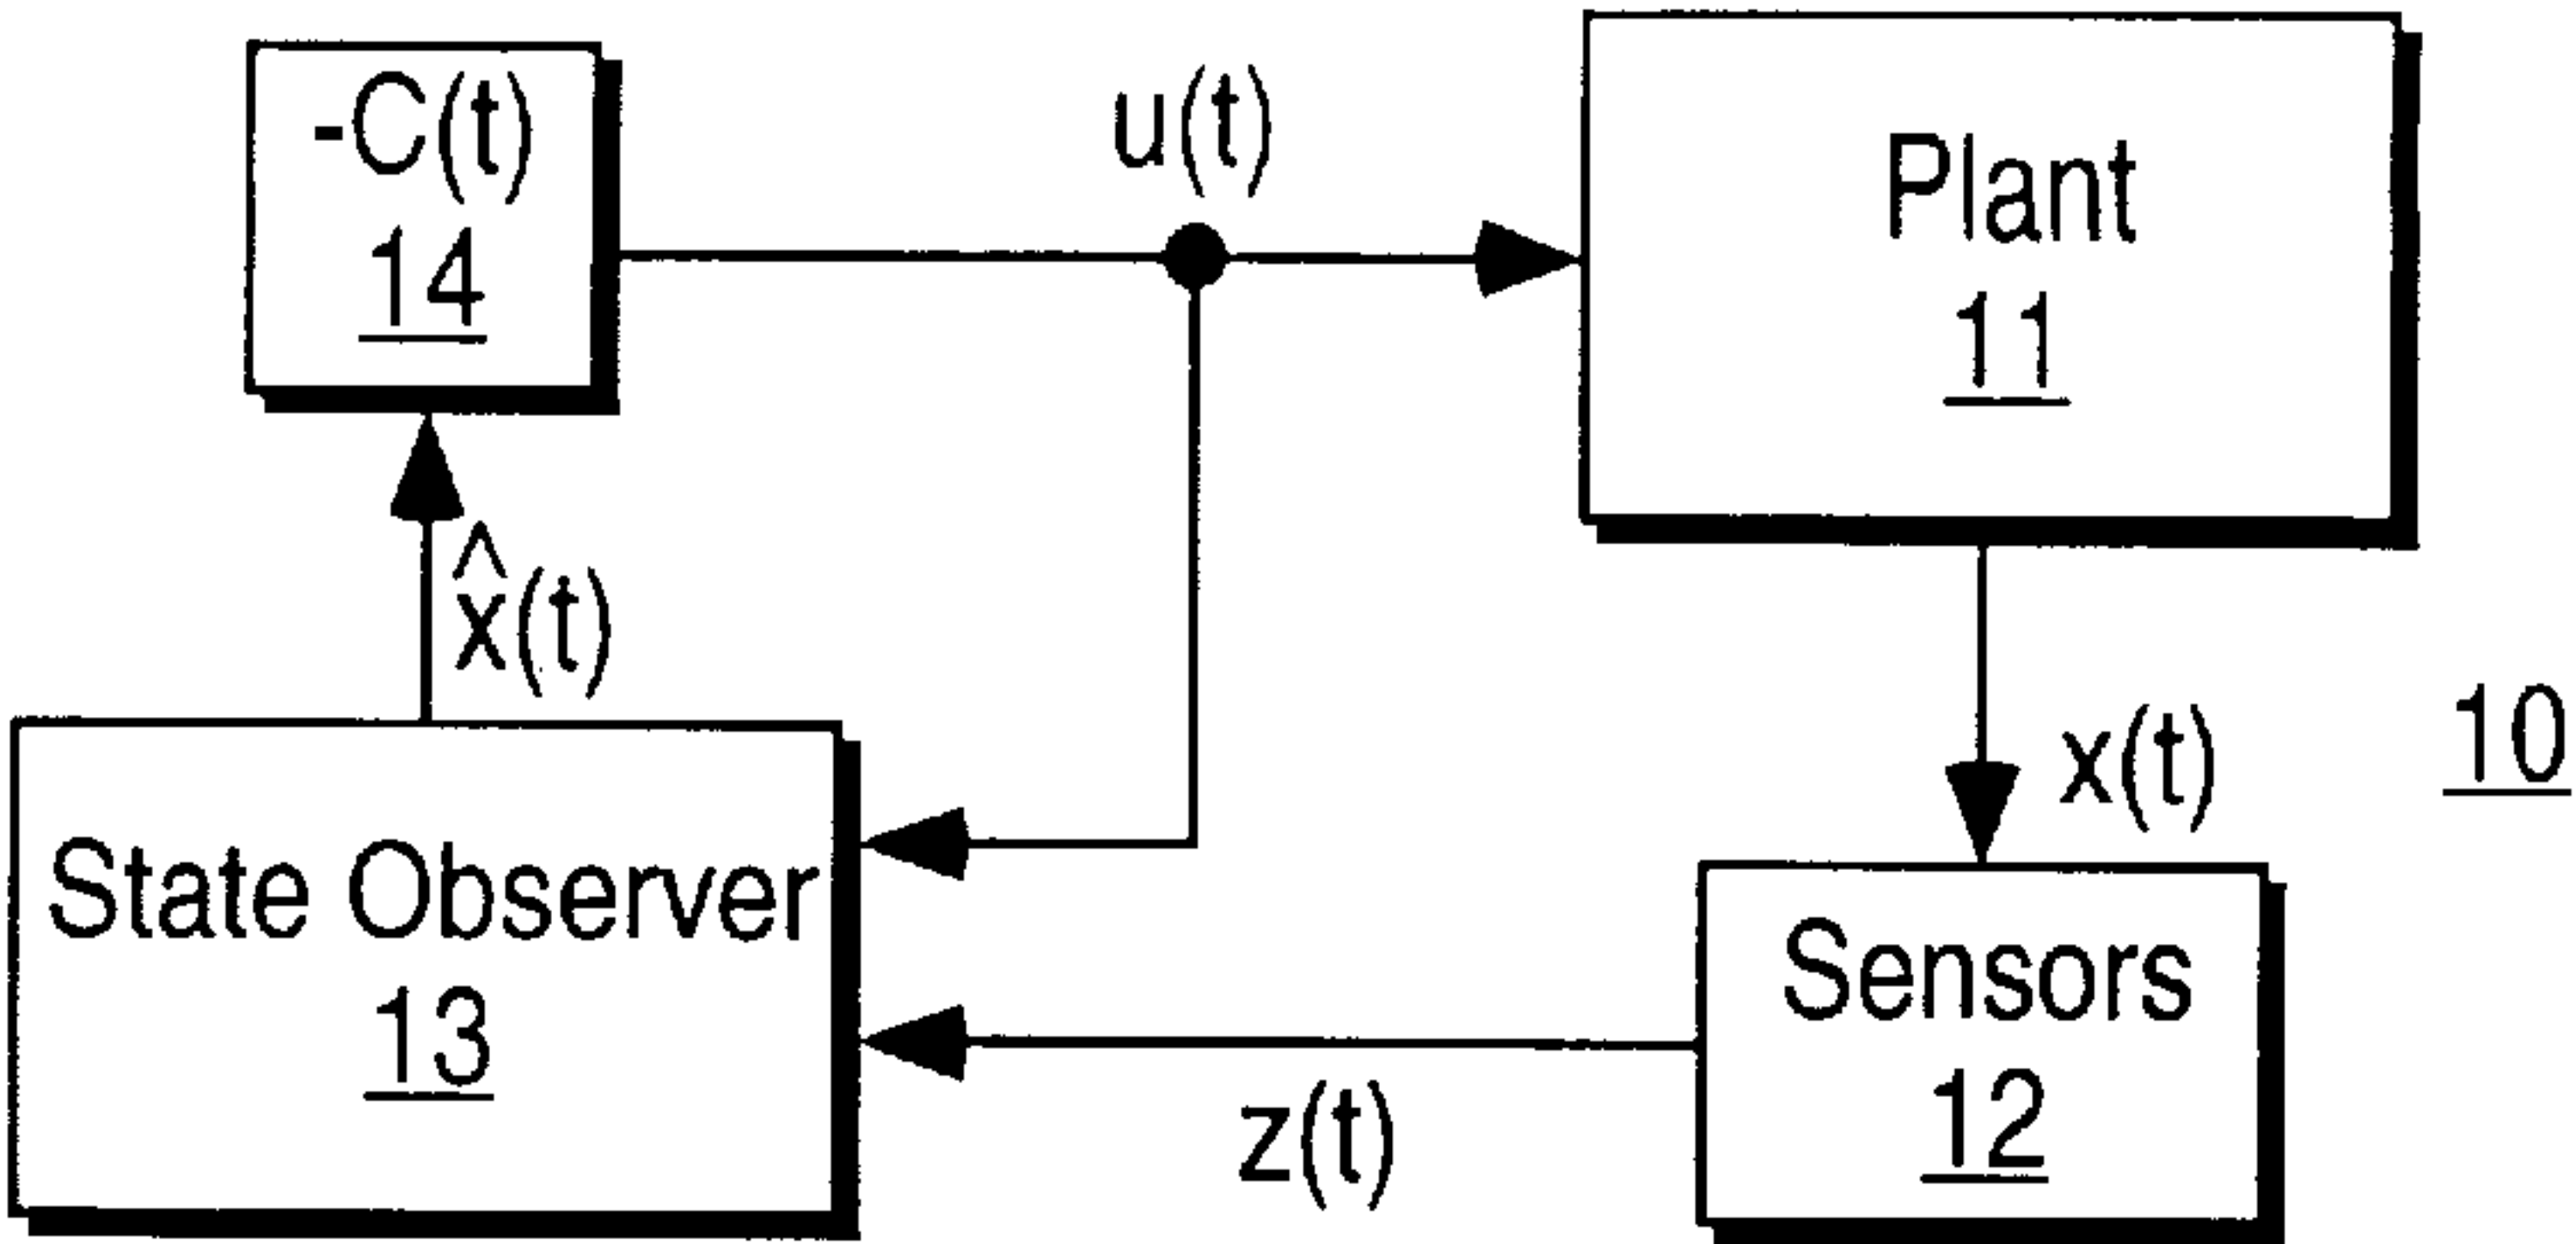 -C(t)
14
u(t)
Plant
11
x̂(t)
x(t)
10
State Observer
13
z(t)
Sensors
12